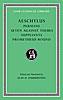 AESCHYLUS
PERSIANS
SEVEN AGAINST THEBES
SUPPLIANTS
PROMETHEUS BOUND